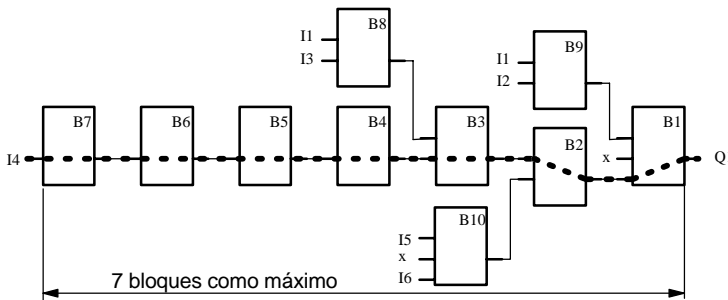 B8
I1
I3
B9
I1
I2
B7
B6
B5
B4
B3
B2
B1
I4
x
Q
B10
I5
x
I6
7 bloques como máximo